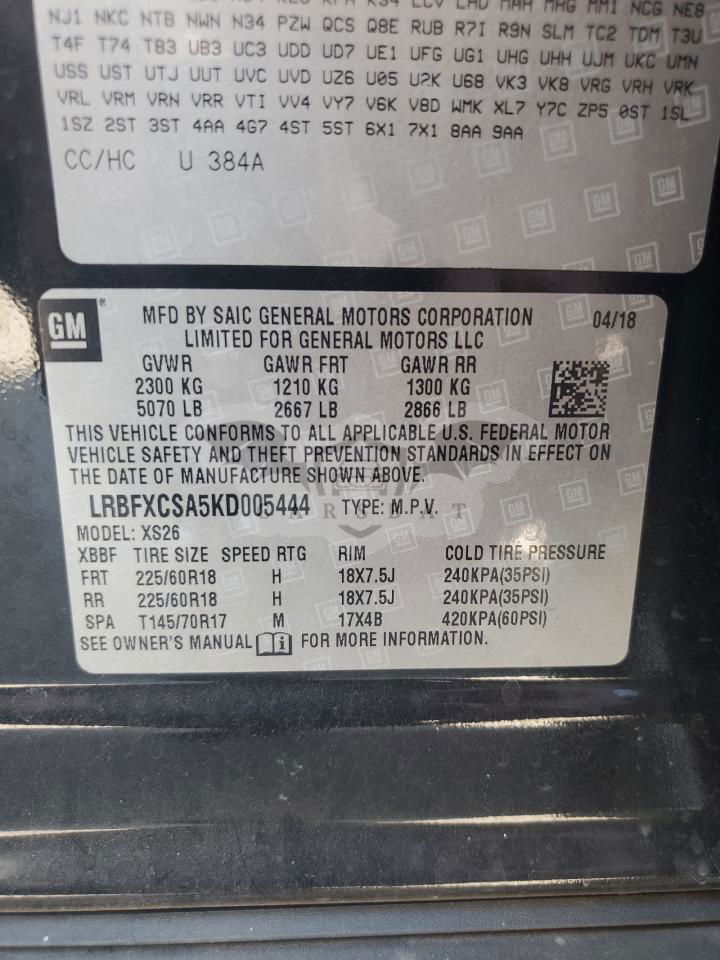 LCV LHD MAH MHG MM1 NCG NE8
NJ1 NKC NTB NWN N34 PZW QCS Q8E RUB R7I R9N SLM TC2 TDM T3U
T4F T74 T83 UB3 UC3 UDD UD7 UE1 UFG UG1 UHG UHH UJM UKC UMN
USS UST UTJ UUT UVC UVD UZ6 U05 U2K U68 VK3 VK8 VRG VRH VRK
VRL VRM VRN VRR VTI VV4 VY7 V6K V8D WMK XL7 Y7C ZP5 0ST 1SL
1SZ 2ST 3ST 4AA 4G7 4ST 5ST 6X1 7X1 8AA 9AA
CC/HC U 384A
GM ® MFD BY SAIC GENERAL MOTORS CORPORATION 04/18
LIMITED FOR GENERAL MOTORS LLC
GVWR GAWR FRT GAWR RR
2300 KG 1210 KG 1300 KG
5070 LB 2667 LB 2866 LB
THIS VEHICLE CONFORMS TO ALL APPLICABLE U.S. FEDERAL MOTOR
VEHICLE SAFETY AND THEFT PREVENTION STANDARDS IN EFFECT ON
THE DATE OF MANUFACTURE SHOWN ABOVE.
LRBFXCSA5KD005444 TYPE: M.P.V.
MODEL: XS26
XBBF TIRE SIZE SPEED RTG RIM COLD TIRE PRESSURE
FRT 225/60R18 H 18X7.5J 240KPA(35PSI)
RR 225/60R18 H 18X7.5J 240KPA(35PSI)
SPA T145/70R17 M 17X4B 420KPA(60PSI)
SEE OWNER'S MANUAL i FOR MORE INFORMATION.